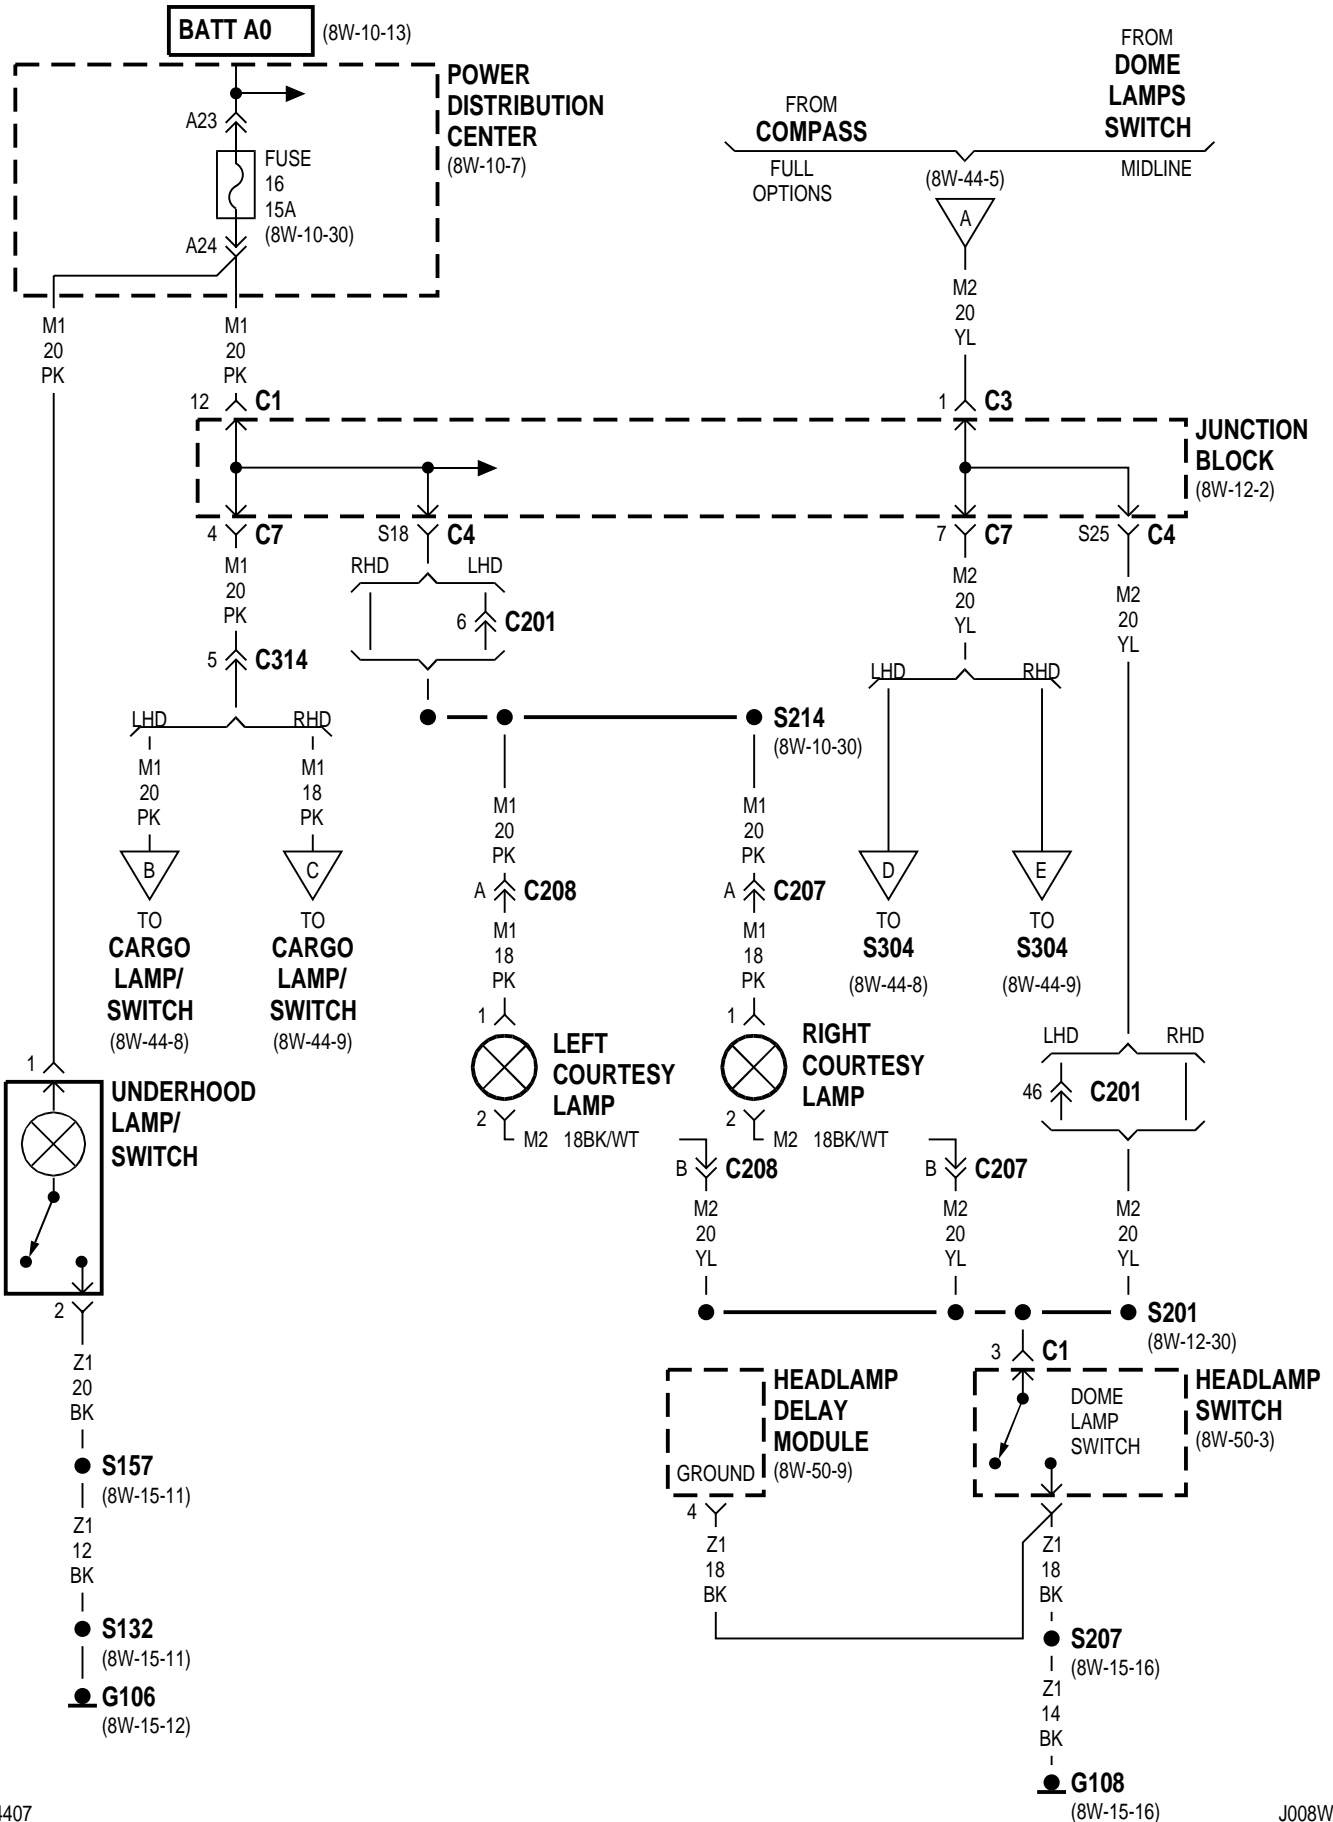 BATT A0 (8W-10-13)
POWER
DISTRIBUTION
CENTER
(8W-10-7)
A23
FUSE
16
15A
(8W-10-30)
A24
FROM
COMPASS
FULL
OPTIONS
FROM
DOME
LAMPS
SWITCH
MIDLINE
(8W-44-5)
A
M2
20
YL
M1
20
PK
M1
20
PK
12 C1
1 C3
JUNCTION
BLOCK
(8W-12-2)
4 C7
S18 C4
7 C7
S25 C4
M1
20
PK
5 C314
RHD LHD
6 C201
M2
20
YL
M2
20
YL
LHD RHD
M1
20
PK
M1
18
PK
B
C
TO
CARGO
LAMP/
SWITCH
(8W-44-8)
TO
CARGO
LAMP/
SWITCH
(8W-44-9)
S214
(8W-10-30)
M1
20
PK
A C208
M1
18
PK
1
LEFT
COURTESY
LAMP
2
M2 18BK/WT
M1
20
PK
A C207
M1
18
PK
1
RIGHT
COURTESY
LAMP
2
M2 18BK/WT
LHD RHD
D
E
TO
S304
(8W-44-8)
TO
S304
(8W-44-9)
LHD RHD
46 C201
1
UNDERHOOD
LAMP/
SWITCH
2
B C208
B C207
M2
20
YL
M2
20
YL
M2
20
YL
S201
(8W-12-30)
3 C1
HEADLAMP
DELAY
MODULE
(8W-50-9)
GROUND
4
DOME
LAMP
SWITCH
HEADLAMP
SWITCH
(8W-50-3)
Z1
20
BK
S157
(8W-15-11)
Z1
12
BK
S132
(8W-15-11)
G106
(8W-15-12)
Z1
18
BK
Z1
18
BK
S207
(8W-15-16)
Z1
14
BK
G108
(8W-15-16)
4407
J008W